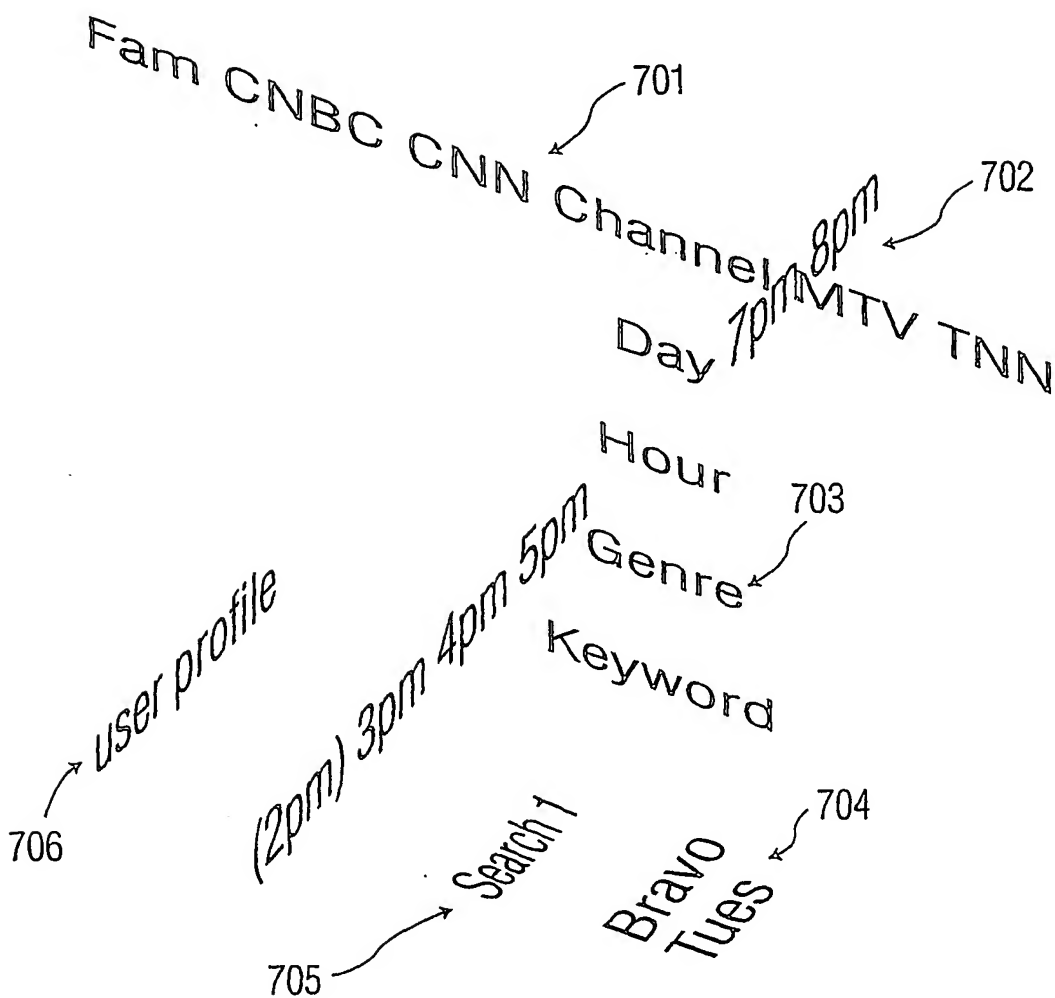 Fam CNBC CNN Channel MTV TNN
701
702
Day
7pm 8pm
Hour
703
Genre
Keyword
(2pm) 3pm 4pm 5pm
user profile
706
704
Search 1
Bravo
Tues
705